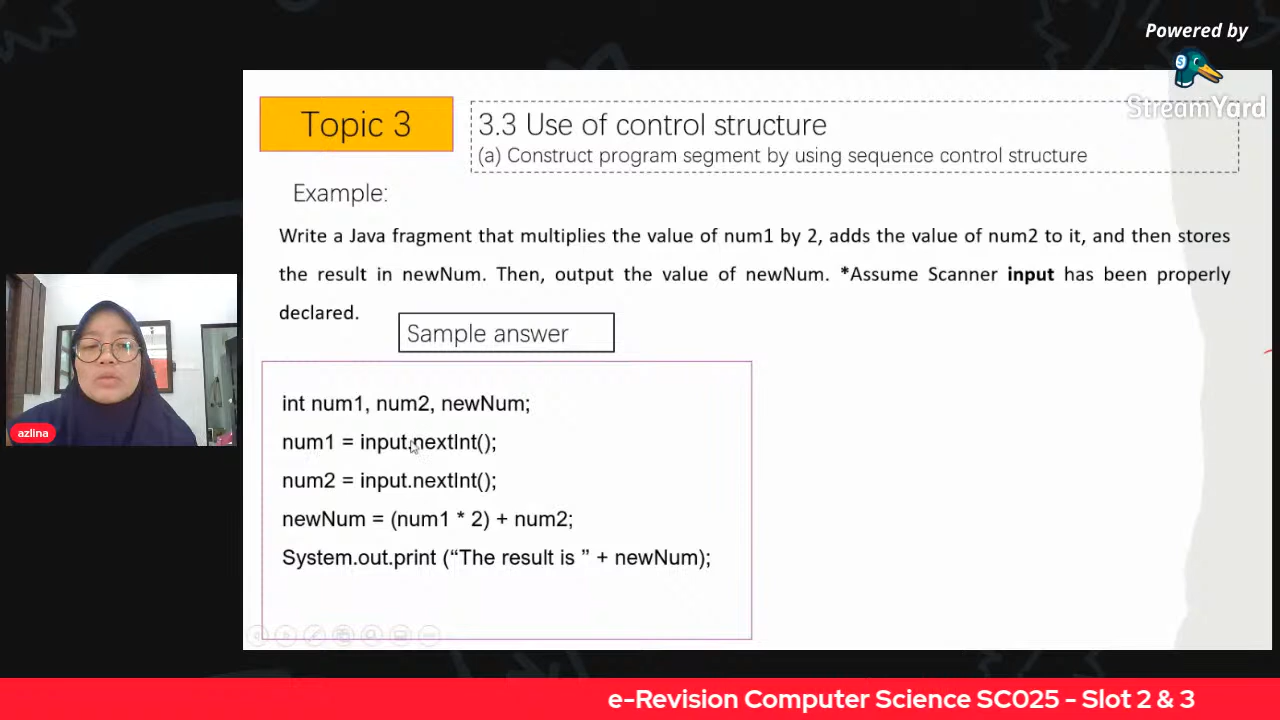 Powered by
StreamYard
Topic 3
3.3 Use of control structure
(a) Construct program segment by using sequence control structure
Example:
Write a Java fragment that multiplies the value of num1 by 2, adds the value of num2 to it, and then stores
the result in newNum. Then, output the value of newNum. *Assume Scanner input has been properly
declared.
Sample answer
int num1, num2, newNum;
num1 = input.nextInt();
num2 = input.nextInt();
newNum = (num1 * 2) + num2;
System.out.print (“The result is ” + newNum);
azlina
e-Revision Computer Science SC025 - Slot 2 & 3